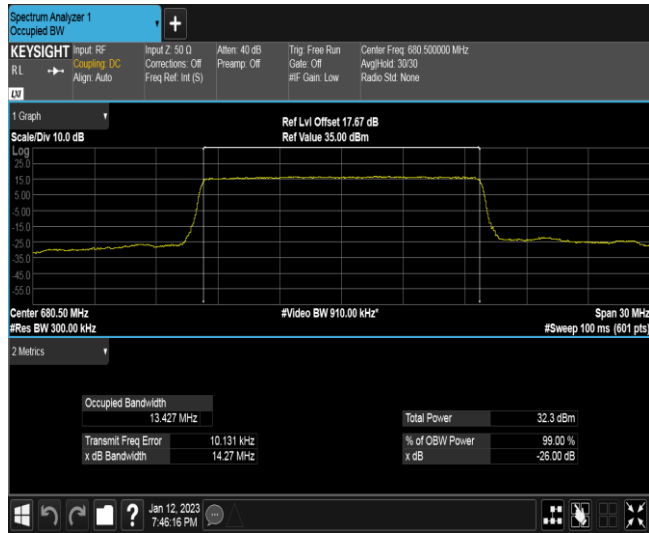 Spectrum Analyzer 1
Occupied BW
+
KEYSIGHT Input: RF Input Z: 50 Ω Atten: 40 dB Trig: Free Run Center Freq: 680.500000 MHz
RL Coupling: DC Corrections: Off Preamp: Off Gate: Off Avg|Hold: 30/30
Align: Auto Freq Ref: Int (S) #IF Gain: Low Radio Std: None
LXI
1 Graph
Ref Lvl Offset 17.67 dB
Scale/Div 10.0 dB Ref Value 35.00 dBm
Log
25.0
15.0
5.00
-5.00
-15.0
-25.0
-35.0
-45.0
-55.0
Center 680.50 MHz #Video BW 910.00 kHz* Span 30 MHz
#Res BW 300.00 kHz #Sweep 100 ms (601 pts)
2 Metrics
Occupied Bandwidth
13.427 MHz Total Power 32.3 dBm
Transmit Freq Error 10.131 kHz % of OBW Power 99.00 %
x dB Bandwidth 14.27 MHz x dB -26.00 dB
? Jan 12, 2023
7:46:16 PM